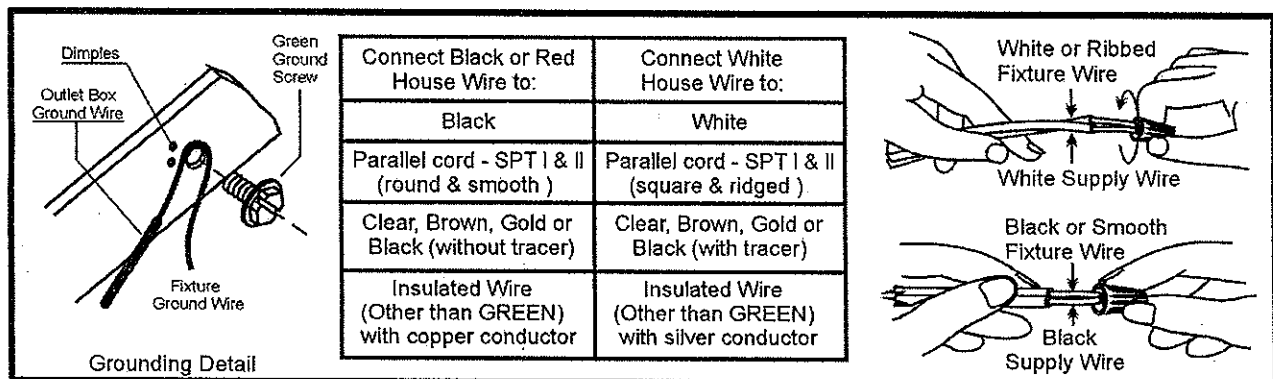 Dimples
Green
Ground
Screw
Outlet Box
Ground Wire
Fixture
Ground Wire
Grounding Detail
Connect Black or Red
House Wire to:
Connect White
House Wire to:
Black
White
Parallel cord - SPT I & II
(round & smooth )
Parallel cord - SPT I & II
(square & ridged )
Clear, Brown, Gold or
Black (without tracer)
Clear, Brown, Gold or
Black (with tracer)
Insulated Wire
(Other than GREEN)
with copper conductor
Insulated Wire
(Other than GREEN)
with silver conductor
White or Ribbed
Fixture Wire
White Supply Wire
Black or Smooth
Fixture Wire
Black
Supply Wire